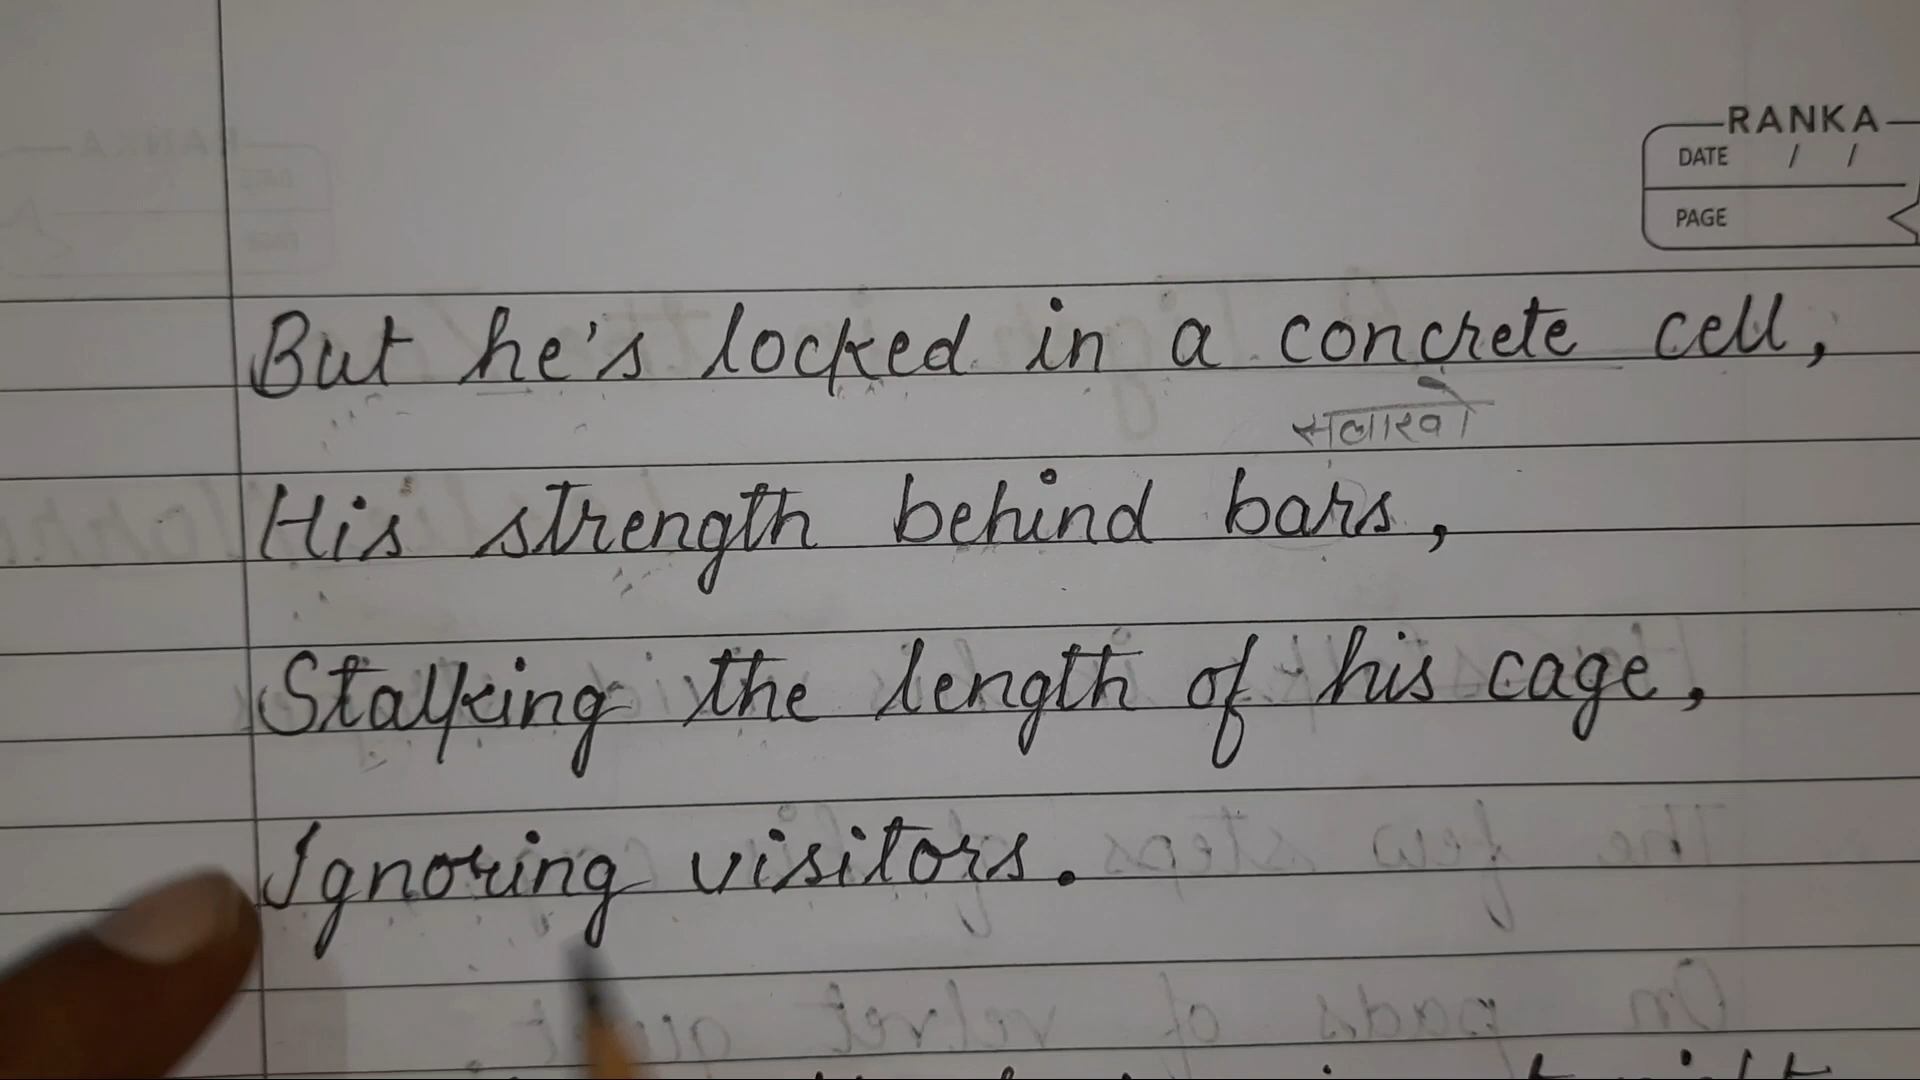 RANKA
DATE / /
PAGE
But he's locked in a concrete cell,
सलाखो
His strength behind bars,
Stalking the length of his cage,
Ignoring visitors.